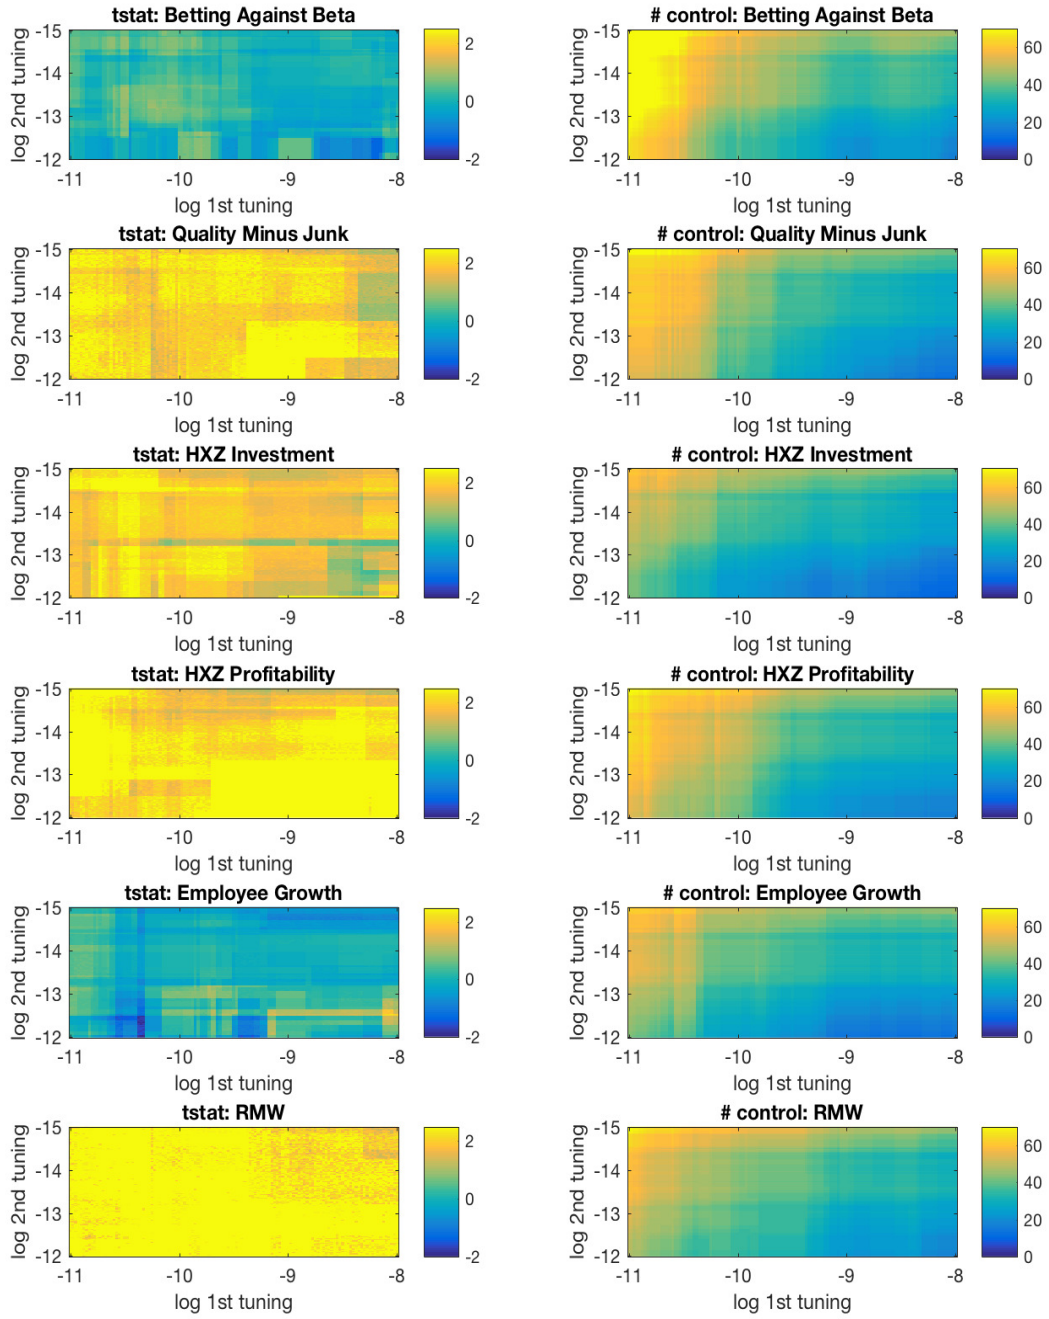 tstat: Betting Against Beta
-15
-14
-13
-12
log 2nd tuning
-11 -10 -9 -8
log 1st tuning
2
0
-2
# control: Betting Against Beta
-15
-14
-13
-12
log 2nd tuning
-11 -10 -9 -8
log 1st tuning
60
40
20
0
tstat: Quality Minus Junk
-15
-14
-13
-12
log 2nd tuning
-11 -10 -9 -8
log 1st tuning
2
0
-2
# control: Quality Minus Junk
-15
-14
-13
-12
log 2nd tuning
-11 -10 -9 -8
log 1st tuning
60
40
20
0
tstat: HXZ Investment
-15
-14
-13
-12
log 2nd tuning
-11 -10 -9 -8
log 1st tuning
2
0
-2
# control: HXZ Investment
-15
-14
-13
-12
log 2nd tuning
-11 -10 -9 -8
log 1st tuning
60
40
20
0
tstat: HXZ Profitability
-15
-14
-13
-12
log 2nd tuning
-11 -10 -9 -8
log 1st tuning
2
0
-2
# control: HXZ Profitability
-15
-14
-13
-12
log 2nd tuning
-11 -10 -9 -8
log 1st tuning
60
40
20
0
tstat: Employee Growth
-15
-14
-13
-12
log 2nd tuning
-11 -10 -9 -8
log 1st tuning
2
0
-2
# control: Employee Growth
-15
-14
-13
-12
log 2nd tuning
-11 -10 -9 -8
log 1st tuning
60
40
20
0
tstat: RMW
-15
-14
-13
-12
log 2nd tuning
-11 -10 -9 -8
log 1st tuning
2
0
-2
# control: RMW
-15
-14
-13
-12
log 2nd tuning
-11 -10 -9 -8
log 1st tuning
60
40
20
0